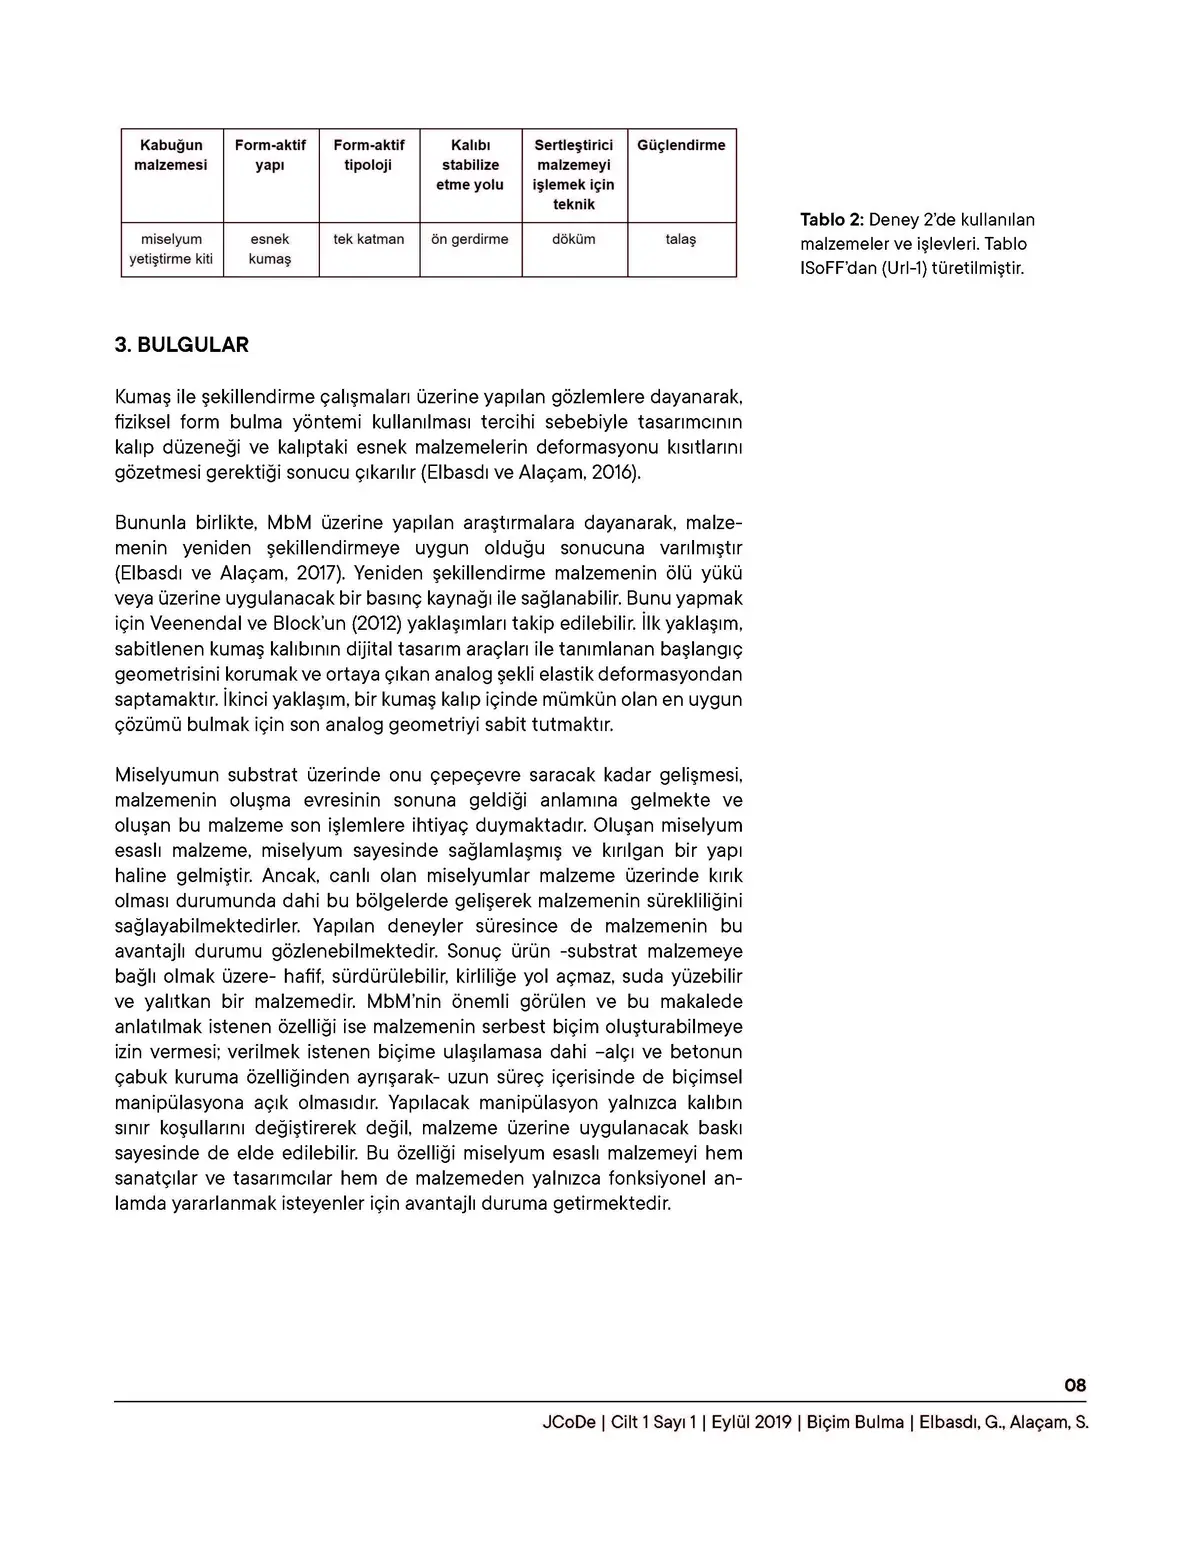 Kabuğun malzemesi | Form-aktif yapı | Form-aktif tipoloji | Kalıbı stabilize etme yolu | Sertleştirici malzemeyi işlemek için teknik | Güçlendirme
miselyum yetiştirme kiti | esnek kumaş | tek katman | ön gerdirme | döküm | talaş
Tablo 2: Deney 2’de kullanılan
malzemeler ve işlevleri. Tablo
ISoFF’dan (Url-1) türetilmiştir.
3. BULGULAR
Kumaş ile şekillendirme çalışmaları üzerine yapılan gözlemlere dayanarak,
fiziksel form bulma yöntemi kullanılması tercihi sebebiyle tasarımcının
kalıp düzeneği ve kalıptaki esnek malzemelerin deformasyonu kısıtlarını
gözetmesi gerektiği sonucu çıkarılır (Elbasdı ve Alaçam, 2016).
Bununla birlikte, MbM üzerine yapılan araştırmalara dayanarak, malze-
menin yeniden şekillendirmeye uygun olduğu sonucuna varılmıştır
(Elbasdı ve Alaçam, 2017). Yeniden şekillendirme malzemenin ölü yükü
veya üzerine uygulanacak bir basınç kaynağı ile sağlanabilir. Bunu yapmak
için Veenendal ve Block’un (2012) yaklaşımları takip edilebilir. İlk yaklaşım,
sabitlenen kumaş kalıbının dijital tasarım araçları ile tanımlanan başlangıç
geometrisini korumak ve ortaya çıkan analog şekli elastik deformasyondan
saptamaktır. İkinci yaklaşım, bir kumaş kalıp içinde mümkün olan en uygun
çözümü bulmak için son analog geometriyi sabit tutmaktır.
Miselyumun substrat üzerinde onu çepeçevre saracak kadar gelişmesi,
malzemenin oluşma evresinin sonuna geldiği anlamına gelmekte ve
oluşan bu malzeme son işlemlere ihtiyaç duymaktadır. Oluşan miselyum
esaslı malzeme, miselyum sayesinde sağlamlaşmış ve kırılgan bir yapı
haline gelmiştir. Ancak, canlı olan miselyumlar malzeme üzerinde kırık
olması durumunda dahi bu bölgelerde gelişerek malzemenin sürekliliğini
sağlayabilmektedirler. Yapılan deneyler süresince de malzemenin bu
avantajlı durumu gözlenebilmektedir. Sonuç ürün -substrat malzemeye
bağlı olmak üzere- hafif, sürdürülebilir, kirliliğe yol açmaz, suda yüzebilir
ve yalıtkan bir malzemedir. MbM’nin önemli görülen ve bu makalede
anlatılmak istenen özelliği ise malzemenin serbest biçim oluşturabilmeye
izin vermesi; verilmek istenen biçime ulaşılamasa dahi –alçı ve betonun
çabuk kuruma özelliğinden ayrışarak- uzun süreç içerisinde de biçimsel
manipülasyona açık olmasıdır. Yapılacak manipülasyon yalnızca kalıbın
sınır koşullarını değiştirerek değil, malzeme üzerine uygulanacak baskı
sayesinde de elde edilebilir. Bu özelliği miselyum esaslı malzemeyi hem
sanatçılar ve tasarımcılar hem de malzemeden yalnızca fonksiyonel an-
lamda yararlanmak isteyenler için avantajlı duruma getirmektedir.
08
JCoDe | Cilt 1 Sayı 1 | Eylül 2019 | Biçim Bulma | Elbasdı, G., Alaçam, S.